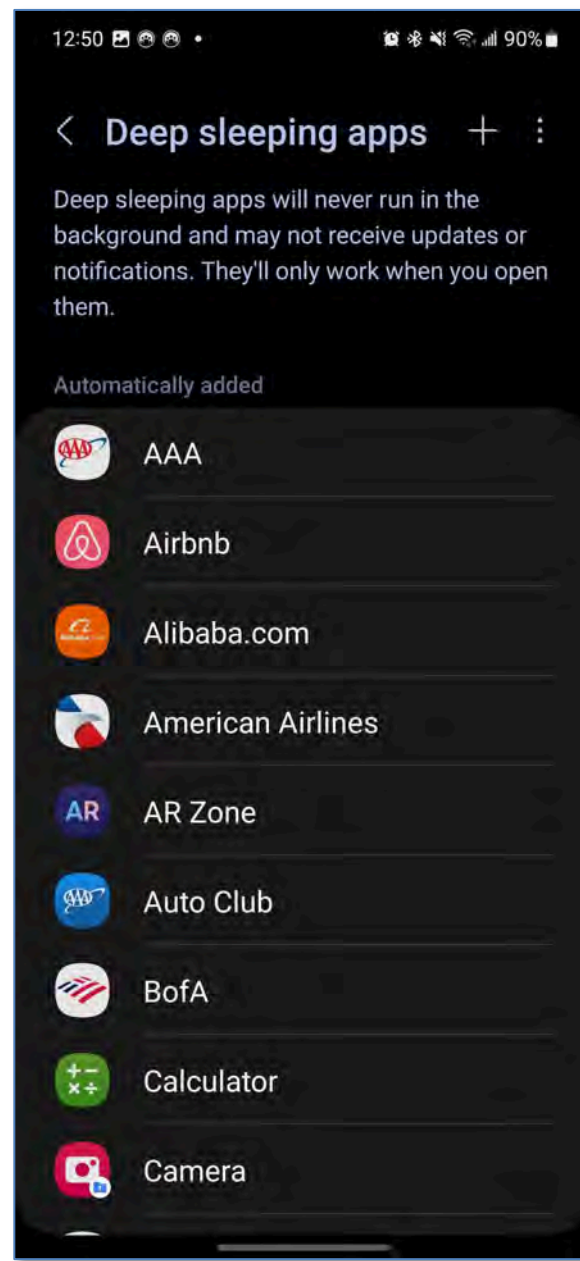 12:50 90%
Deep sleeping apps
Deep sleeping apps will never run in the
background and may not receive updates or
notifications. They'll only work when you open
them.
Automatically added
AAA
Airbnb
Alibaba.com
American Airlines
AR AR Zone
Auto Club
BofA
Calculator
Camera